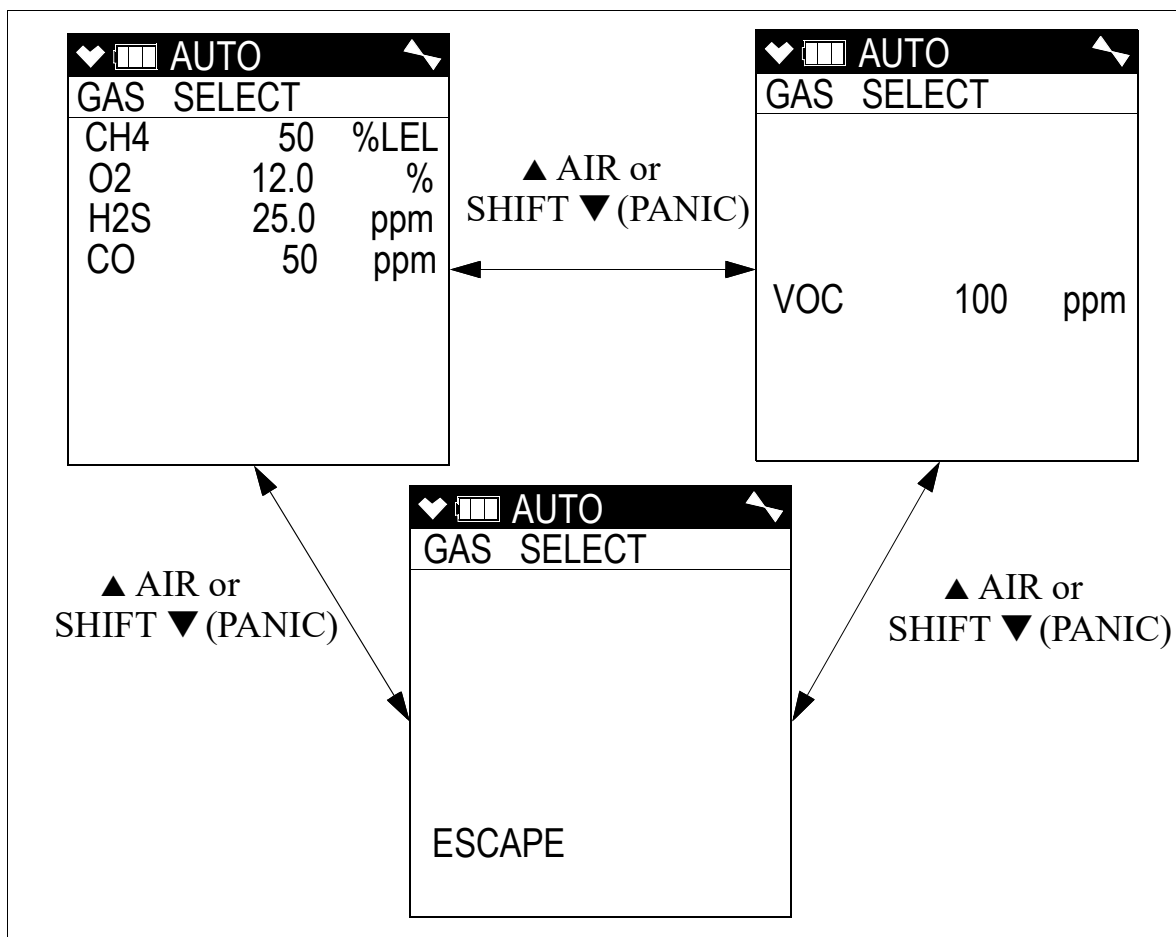 AUTO
GAS SELECT
CH4 50 %LEL
O2 12.0 %
H2S 25.0 ppm
CO 50 ppm
▲ AIR or
SHIFT ▼ (PANIC)
AUTO
GAS SELECT
VOC 100 ppm
▲ AIR or
SHIFT ▼ (PANIC)
AUTO
GAS SELECT
ESCAPE
▲ AIR or
SHIFT ▼ (PANIC)